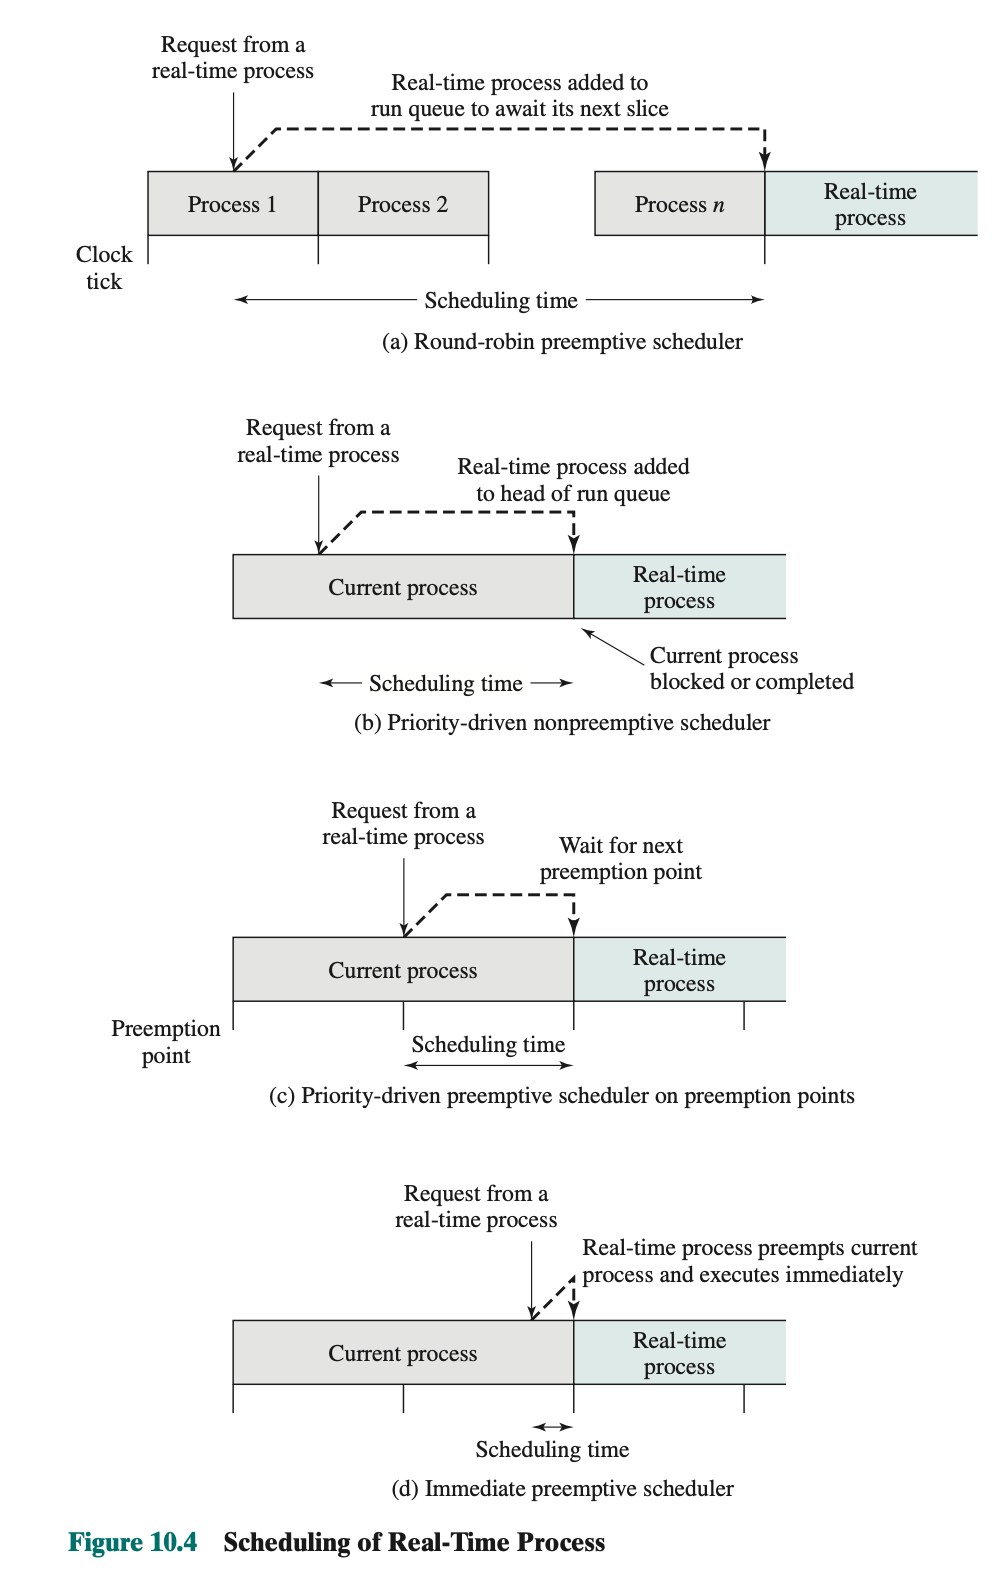 Request from a
real-time process
Real-time process added to
run queue to await its next slice
Process 1
Process 2
Process n
Real-time
process
Clock
tick
Scheduling time
(a) Round-robin preemptive scheduler
Request from a
real-time process
Real-time process added
to head of run queue
Current process
Real-time
process
Current process
blocked or completed
Scheduling time
(b) Priority-driven nonpreemptive scheduler
Request from a
real-time process
Wait for next
preemption point
Current process
Real-time
process
Preemption
point
Scheduling time
(c) Priority-driven preemptive scheduler on preemption points
Request from a
real-time process
Real-time process preempts current
process and executes immediately
Current process
Real-time
process
Scheduling time
(d) Immediate preemptive scheduler
Figure 10.4 Scheduling of Real-Time Process